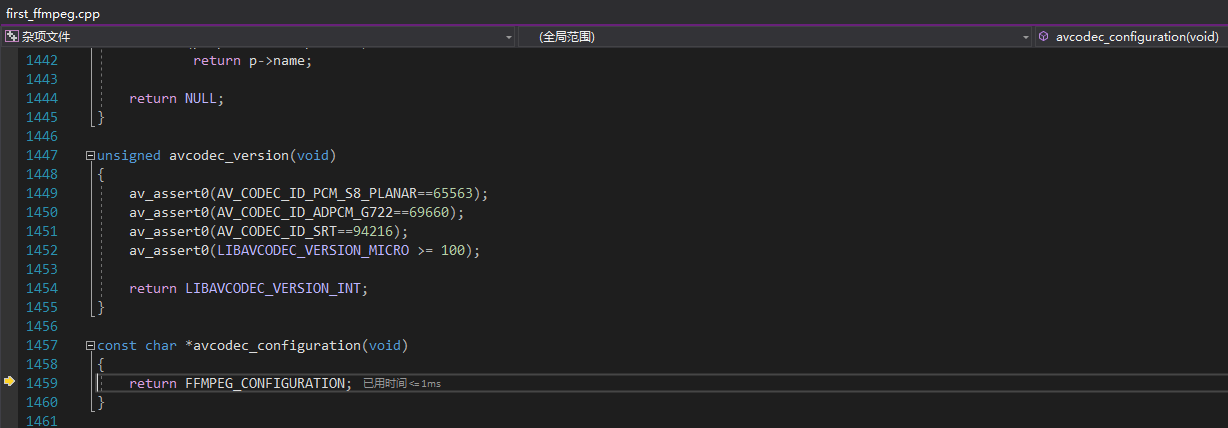 first_ffmpeg.cpp
杂项文件 (全局范围) avcodec_configuration(void)
1442 return p->name;
1443
1444 return NULL;
1445 }
1446
1447 unsigned avcodec_version(void)
1448 {
1449 av_assert0(AV_CODEC_ID_PCM_S8_PLANAR==65563);
1450 av_assert0(AV_CODEC_ID_ADPCM_G722==69660);
1451 av_assert0(AV_CODEC_ID_SRT==94216);
1452 av_assert0(LIBAVCODEC_VERSION_MICRO >= 100);
1453
1454 return LIBAVCODEC_VERSION_INT;
1455 }
1456
1457 const char *avcodec_configuration(void)
1458 {
1459 return FFMPEG_CONFIGURATION; 已用时间<=1ms
1460 }
1461